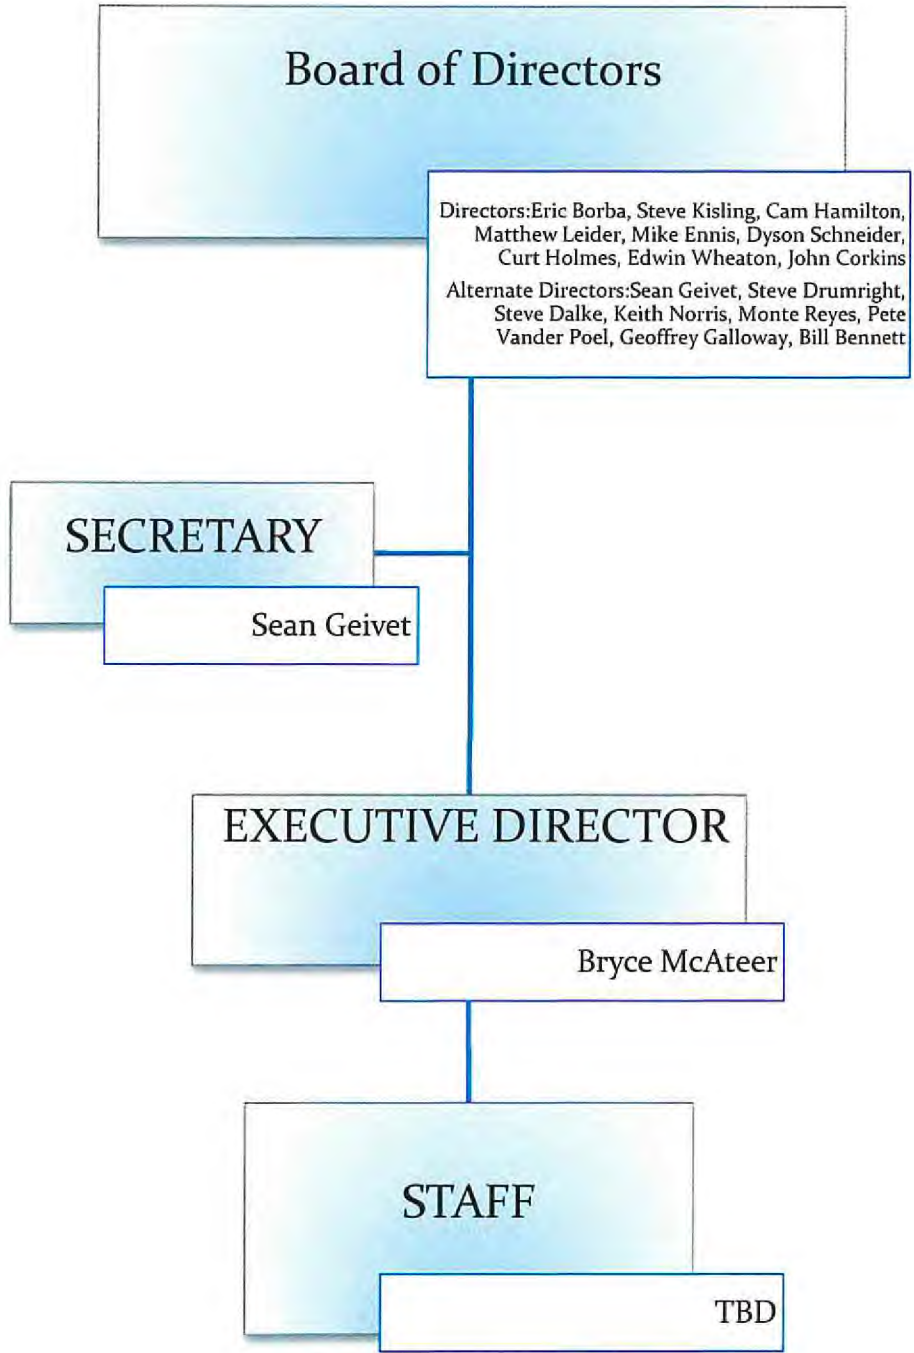 Board of Directors
Directors:Eric Borba, Steve Kisling, Cam Hamilton,
Matthew Leider, Mike Ennis, Dyson Schneider,
Curt Holmes, Edwin Wheaton, John Corkins
Alternate Directors:Sean Geivet, Steve Drumright,
Steve Dalke, Keith Norris, Monte Reyes, Pete
Vander Poel, Geoffrey Galloway, Bill Bennett
SECRETARY
Sean Geivet
EXECUTIVE DIRECTOR
Bryce McAteer
STAFF
TBD